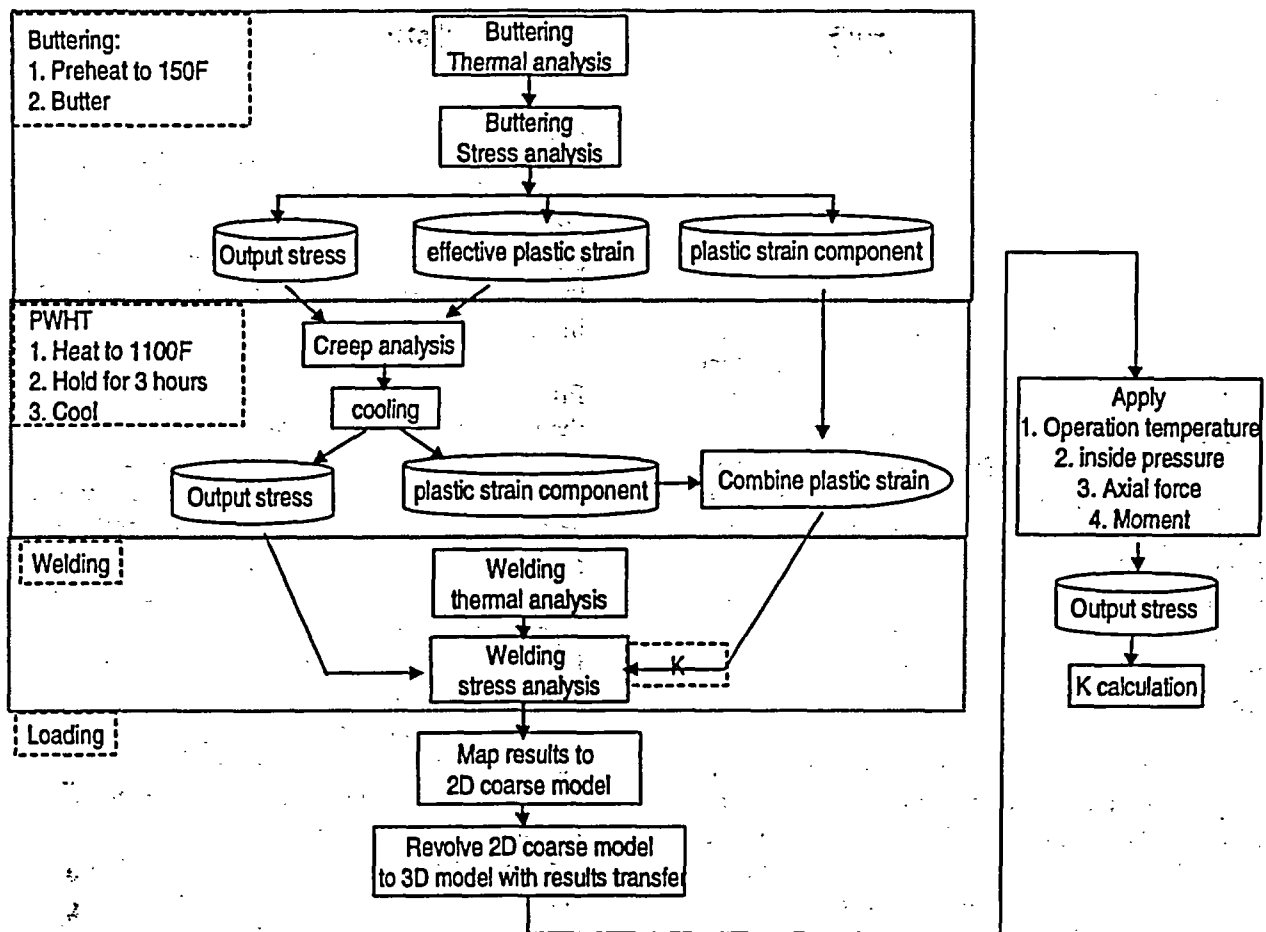 Buttering:
1. Preheat to 150F
2. Butter
Buttering
Thermal analysis
Buttering
Stress analysis
Output stress
effective plastic strain
plastic strain component
PWHT
1. Heat to 1100F
2. Hold for 3 hours
3. Cool
Creep analysis
cooling
Output stress
plastic strain component
Combine plastic strain
Welding
Welding
thermal analysis
Welding
stress analysis
K
Loading
Map results to
2D coarse model
Revolve 2D coarse model
to 3D model with results transfer
Apply
1. Operation temperature
2. inside pressure
3. Axial force
4. Moment
Output stress
K calculation